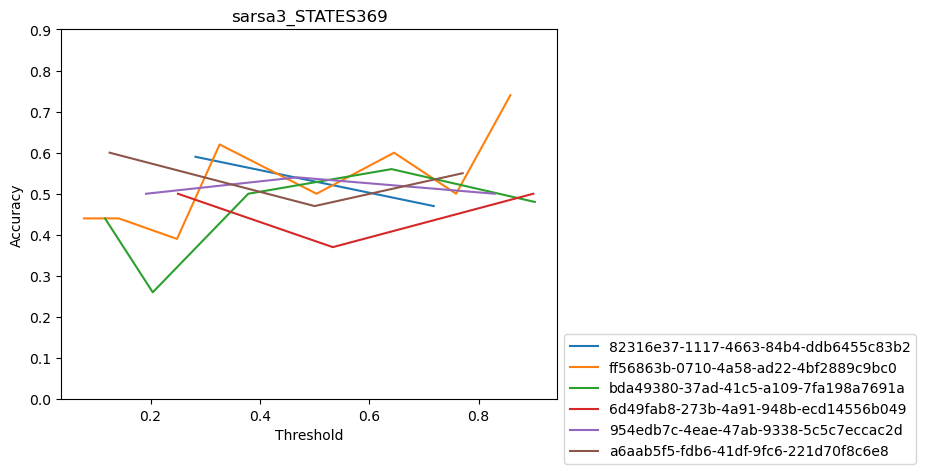 sarsa3_STATES369
0.9
0.8
0.7
0.6
0.5
0.4
0.3
0.2
0.1
0.0
Accuracy
0.2 0.4 0.6 0.8
Threshold
82316e37-1117-4663-84b4-ddb6455c83b2
ff56863b-0710-4a58-ad22-4bf2889c9bc0
bda49380-37ad-41c5-a109-7fa198a7691a
6d49fab8-273b-4a91-948b-ecd14556b049
954edb7c-4eae-47ab-9338-5c5c7eccac2d
a6aab5f5-fdb6-41df-9fc6-221d70f8c6e8